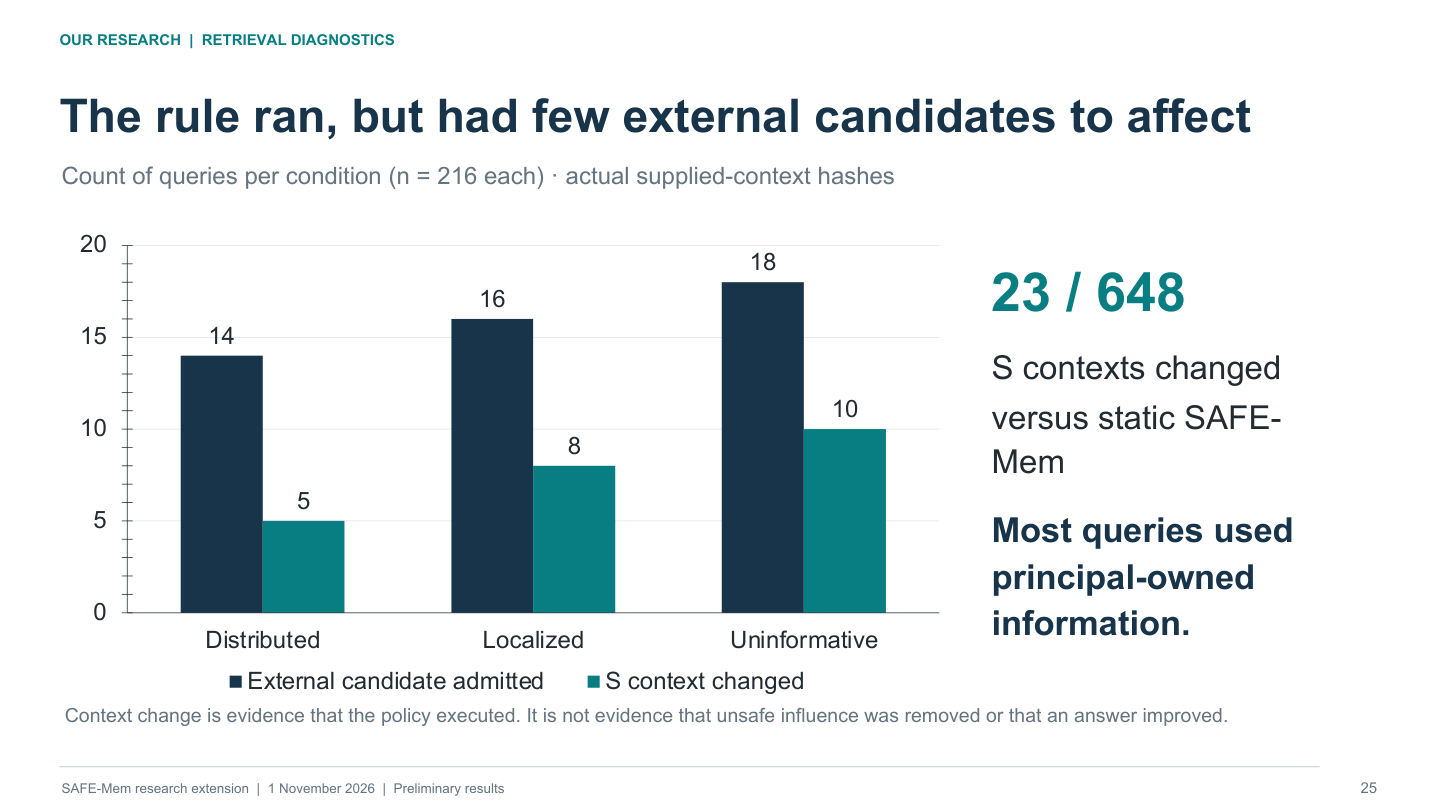 OUR RESEARCH | RETRIEVAL DIAGNOSTICS
The rule ran, but had few external candidates to affect
Count of queries per condition (n = 216 each) · actual supplied-context hashes
20
15
10
5
0
14
5
16
8
18
10
Distributed
Localized
Uninformative
External candidate admitted
S context changed
23 / 648
S contexts changed
versus static SAFE-
Mem
Most queries used
principal-owned
information.
Context change is evidence that the policy executed. It is not evidence that unsafe influence was removed or that an answer improved.
SAFE-Mem research extension | 1 November 2026 | Preliminary results
25